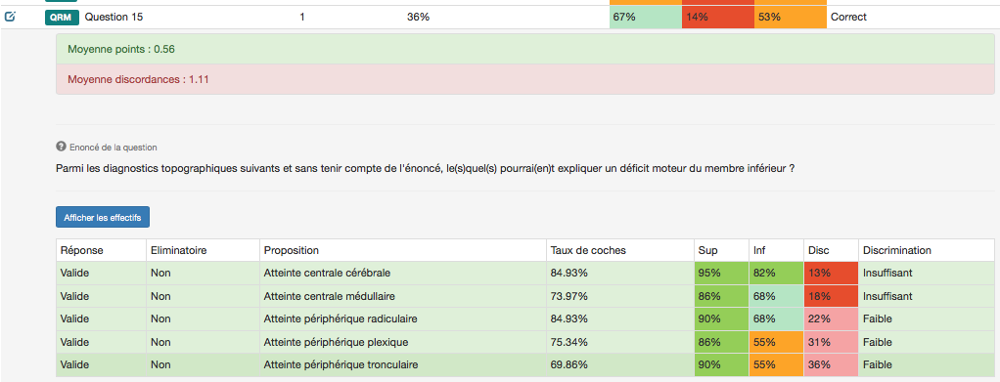 QRM Question 15 1 36% 67% 14% 53% Correct
Moyenne points : 0.56
Moyenne discordances : 1.11
Enoncé de la question
Parmi les diagnostics topographiques suivants et sans tenir compte de l'énoncé, le(s)quel(s) pourrai(en)t expliquer un déficit moteur du membre inférieur ?
Afficher les effectifs
Réponse Eliminatoire Proposition Taux de coches Sup Inf Disc Discrimination
Valide Non Atteinte centrale cérébrale 84.93% 95% 82% 13% Insuffisant
Valide Non Atteinte centrale médullaire 73.97% 86% 68% 18% Insuffisant
Valide Non Atteinte périphérique radiculaire 84.93% 90% 68% 22% Faible
Valide Non Atteinte périphérique plexique 75.34% 86% 55% 31% Faible
Valide Non Atteinte périphérique tronculaire 69.86% 90% 55% 36% Faible